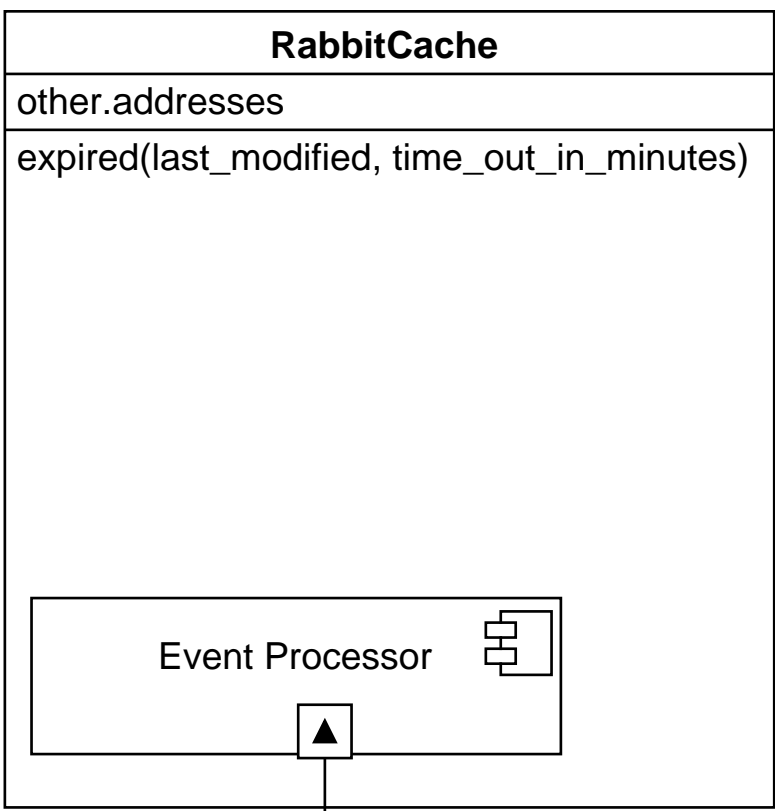 RabbitCache
other.addresses
expired(last_modified, time_out_in_minutes)
Event Processor